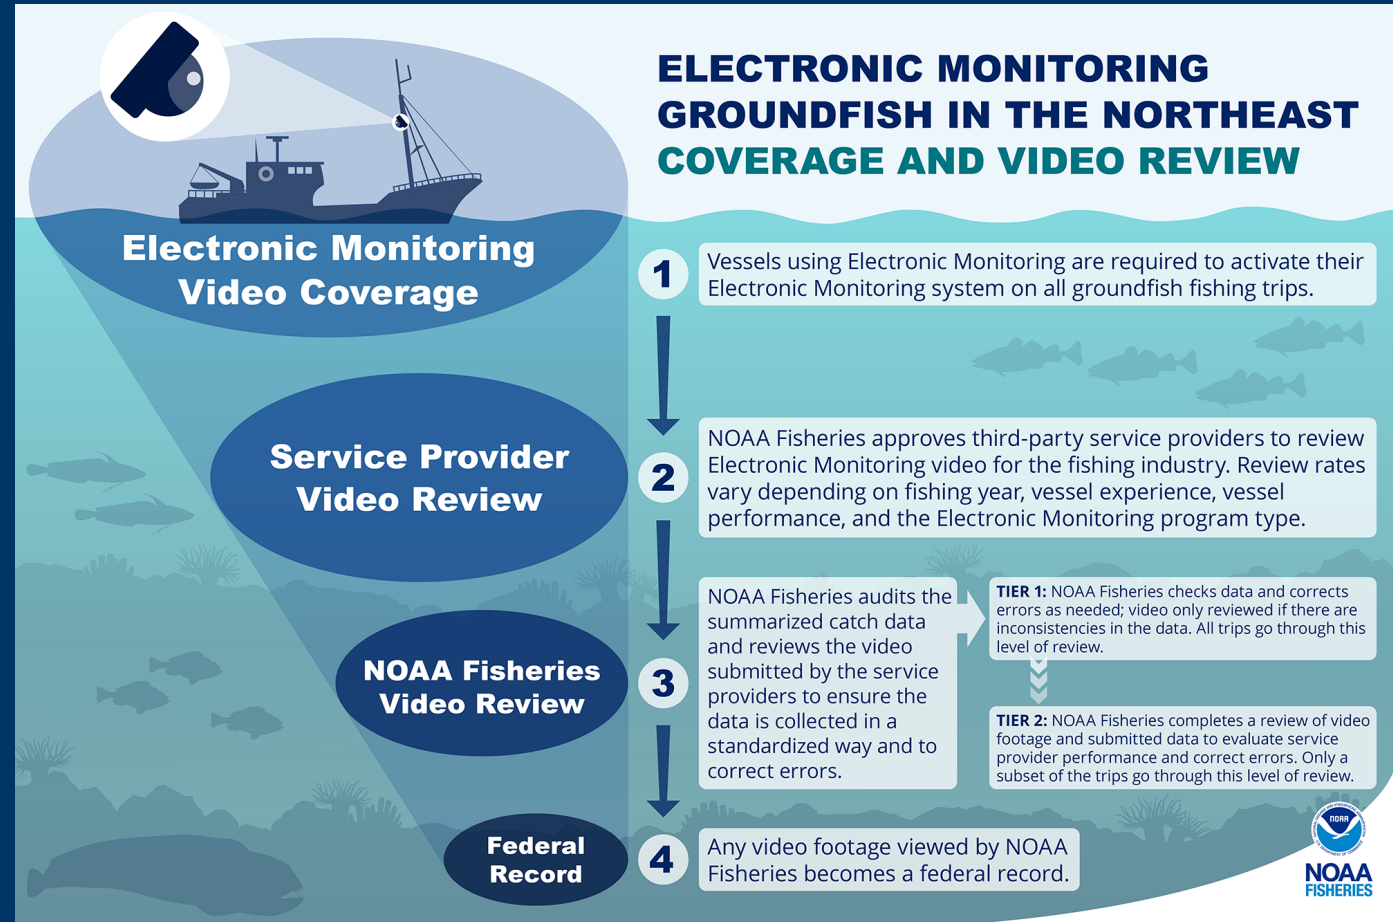 ELECTRONIC MONITORING
GROUNDFISH IN THE NORTHEAST
COVERAGE AND VIDEO REVIEW
Electronic Monitoring
Video Coverage
1
Vessels using Electronic Monitoring are required to activate their
Electronic Monitoring system on all groundfish fishing trips.
Service Provider
Video Review
2
NOAA Fisheries approves third-party service providers to review
Electronic Monitoring video for the fishing industry. Review rates
vary depending on fishing year, vessel experience, vessel
performance, and the Electronic Monitoring program type.
NOAA Fisheries
Video Review
3
NOAA Fisheries audits the
summarized catch data
and reviews the video
submitted by the service
providers to ensure the
data is collected in a
standardized way and to
correct errors.
TIER 1: NOAA Fisheries checks data and corrects
errors as needed; video only reviewed if there are
inconsistencies in the data. All trips go through this
level of review.
TIER 2: NOAA Fisheries completes a review of video
footage and submitted data to evaluate service
provider performance and correct errors. Only a
subset of the trips go through this level of review.
Federal
Record
4
Any video footage viewed by NOAA
Fisheries becomes a federal record.
NOAA
NOAA
FISHERIES